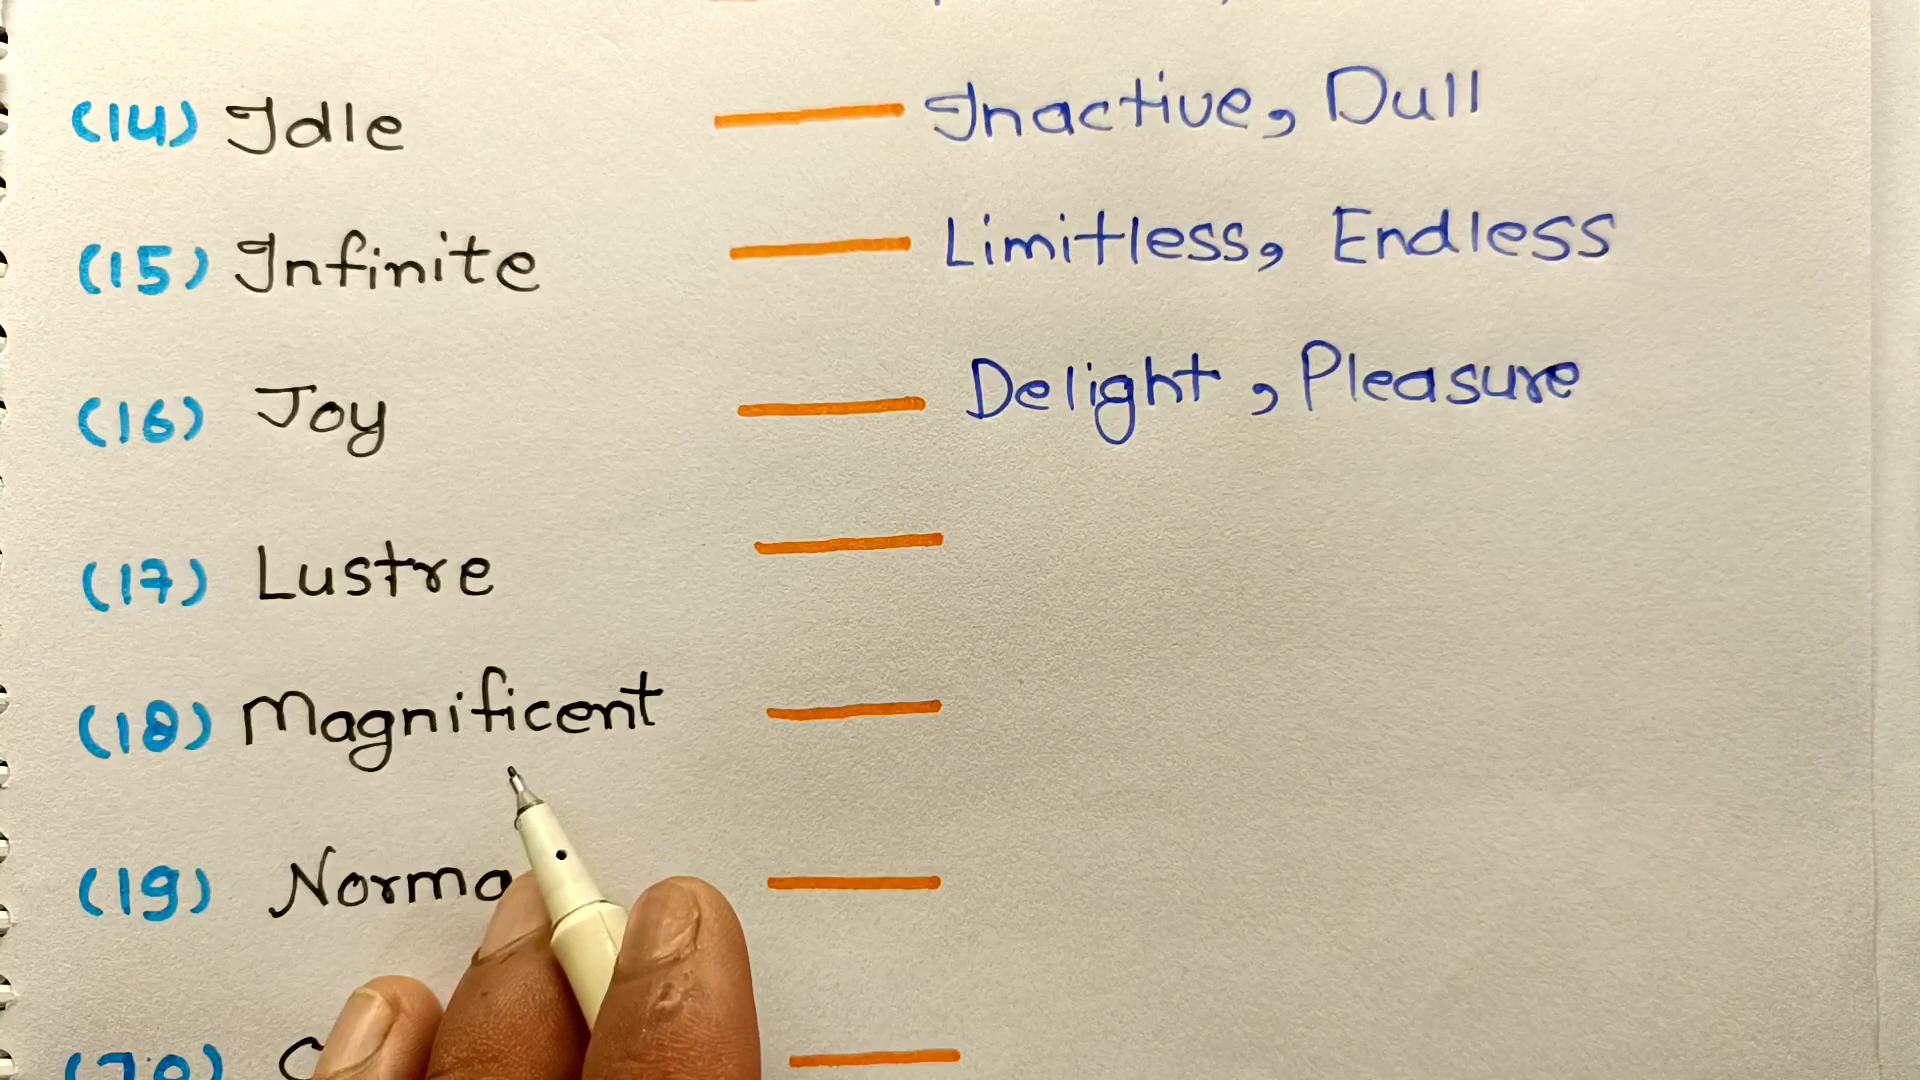 (14) Idle — Inactive, Dull
(15) Infinite — Limitless, Endless
(16) Joy — Delight, Pleasure
(17) Lustre —
(18) Magnificent —
(19) Norma —